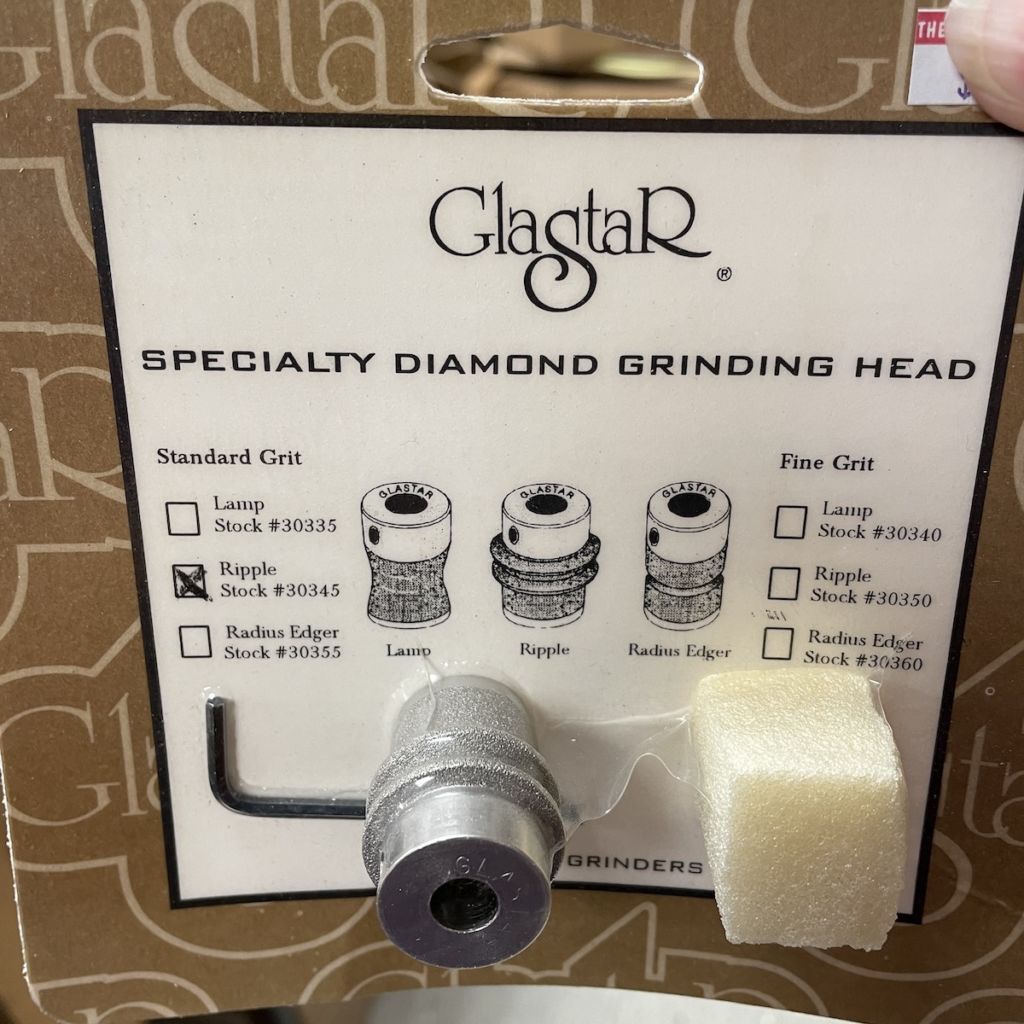 THE
GlastaR
®
SPECIALTY DIAMOND GRINDING HEAD
Standard Grit
Lamp
Stock #30335
Ripple
Stock #30345
Radius Edger
Stock #30355
GLASTAR
GLASTAR
GLASTAR
Lamp
Ripple
Radius Edger
Fine Grit
Lamp
Stock #30340
Ripple
Stock #30350
Radius Edger
Stock #30360
GRINDERS